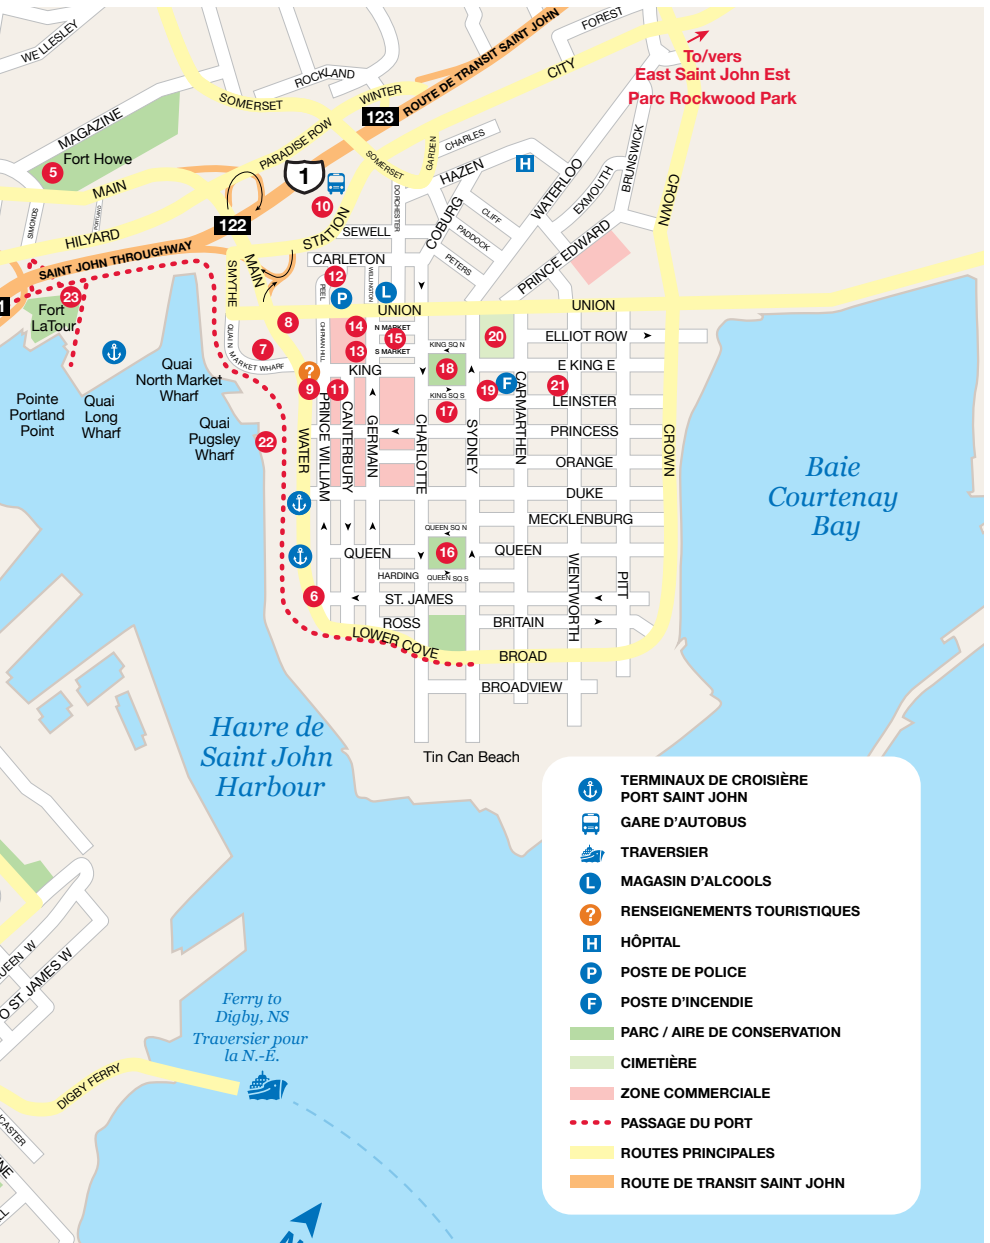 WELLESLEY
ROCKLAND
FOREST
ROUTE DE TRANSIT SAINT JOHN
CITY
To/vers
East Saint John Est
Parc Rockwood Park
SOMERSET
WINTER
123
MAGAZINE
PARADISE ROW
GARDEN
CHARLES
SOMERSET
HAZEN
H
WATERLOO
EXMOUTH
BRUNSWICK
CROWN
Fort Howe
5
MAIN
1
10
DORCHESTER
COBURG
CLIFF
PADDOCK
PETERS
PRINCE EDWARD
SIMONDS
HILYARD
122
STATION
SEWELL
CARLETON
SAINT JOHN THROUGHWAY
SMYTHE
MAIN
12
PEEL
WELLINGTON
P
L
1
23
Fort
LaTour
UNION
UNION
8
14
N MARKET
15
S MARKET
13
CHIPMAN HILL
QUAI N MARKET WHARF
7
KING SQ N
20
ELLIOT ROW
Quai
North Market
Wharf
?
KING
18
E KING E
9
11
KING SQ S
19
F
21
LEINSTER
Pointe
Portland
Point
Quai
Long
Wharf
Quai
Pugsley
Wharf
22
17
PRINCESS
ORANGE
WATER
PRINCE WILLIAM
CANTERBURY
GERMAIN
CHARLOTTE
SYDNEY
CARMARTHEN
CROWN
Baie
Courtenay
Bay
DUKE
MECKLENBURG
QUEEN SQ N
QUEEN
16
QUEEN
HARDING
QUEEN SQ S
WENTWORTH
PITT
6
ST. JAMES
ROSS
BRITAIN
LOWER COVE
BROAD
BROADVIEW
Tin Can Beach
Havre de
Saint John
Harbour
QUEEN W
ST JAMES W
Ferry to
Digby, NS
Traversier pour
la N.-É.
DIGBY FERRY
TERMINAUX DE CROISIÈRE
PORT SAINT JOHN
GARE D'AUTOBUS
TRAVERSIER
L MAGASIN D'ALCOOLS
? RENSEIGNEMENTS TOURISTIQUES
H HÔPITAL
P POSTE DE POLICE
F POSTE D'INCENDIE
PARC / AIRE DE CONSERVATION
CIMETIÈRE
ZONE COMMERCIALE
PASSAGE DU PORT
ROUTES PRINCIPALES
ROUTE DE TRANSIT SAINT JOHN